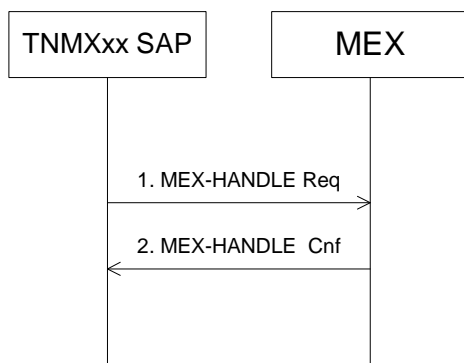 TNMXxx SAP
MEX
1. MEX-HANDLE Req
2. MEX-HANDLE Cnf